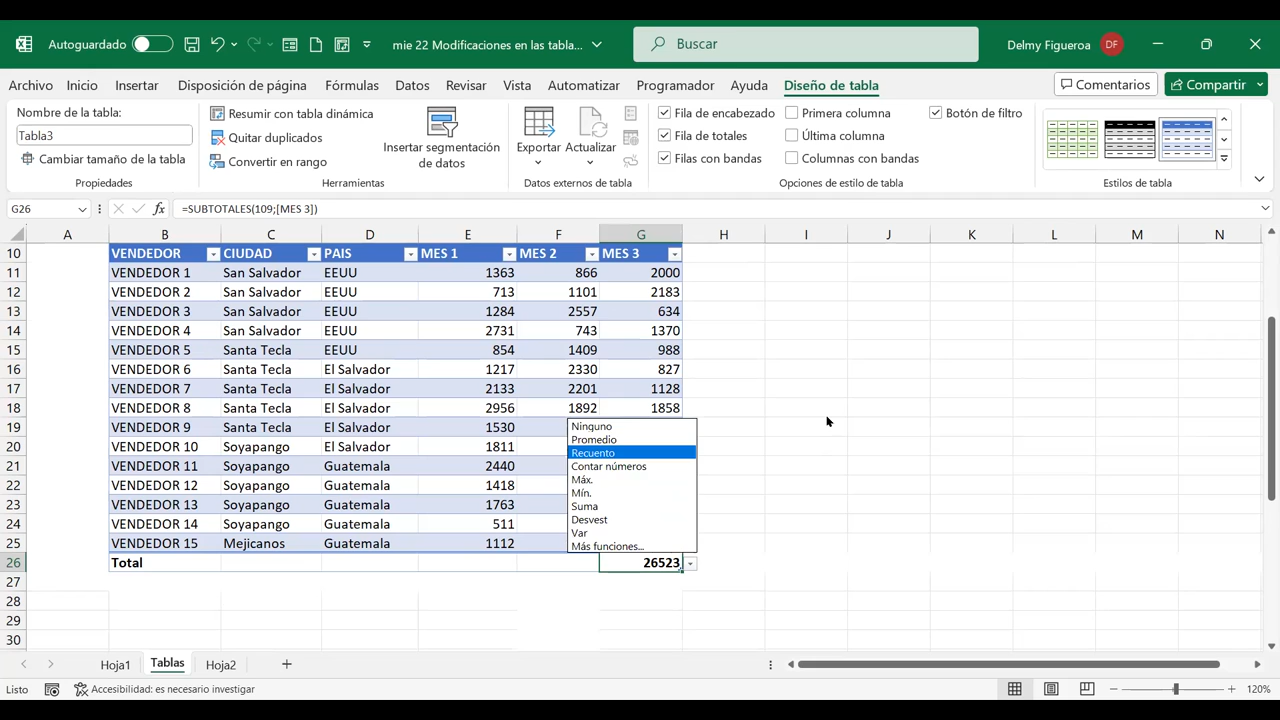 Autoguardado
mie 22 Modificaciones en las tabla...
Buscar
Delmy Figueroa DF
Archivo Inicio Insertar Disposición de página Fórmulas Datos Revisar Vista Automatizar Programador Ayuda Diseño de tabla Comentarios Compartir
Nombre de la tabla:
Tabla3
Cambiar tamaño de la tabla
Propiedades
Resumir con tabla dinámica
Quitar duplicados
Convertir en rango
Herramientas
Insertar segmentación
de datos
Exportar Actualizar
Datos externos de tabla
Fila de encabezado Primera columna Botón de filtro
Fila de totales Última columna
Filas con bandas Columnas con bandas
Opciones de estilo de tabla
Estilos de tabla
G26 fx =SUBTOTALES(109;[MES 3])
A B C D E F G H I J K L M N
10 VENDEDOR CIUDAD PAIS MES 1 MES 2 MES 3
11 VENDEDOR 1 San Salvador EEUU 1363 866 2000
12 VENDEDOR 2 San Salvador EEUU 713 1101 2183
13 VENDEDOR 3 San Salvador EEUU 1284 2557 634
14 VENDEDOR 4 San Salvador EEUU 2731 743 1370
15 VENDEDOR 5 Santa Tecla EEUU 854 1409 988
16 VENDEDOR 6 Santa Tecla El Salvador 1217 2330 827
17 VENDEDOR 7 Santa Tecla El Salvador 2133 2201 1128
18 VENDEDOR 8 Santa Tecla El Salvador 2956 1892 1858
19 VENDEDOR 9 Santa Tecla El Salvador 1530
20 VENDEDOR 10 Soyapango El Salvador 1811
21 VENDEDOR 11 Soyapango Guatemala 2440
22 VENDEDOR 12 Soyapango Guatemala 1418
23 VENDEDOR 13 Soyapango Guatemala 1763
24 VENDEDOR 14 Soyapango Guatemala 511
25 VENDEDOR 15 Mejicanos Guatemala 1112
Ninguno
Promedio
Recuento
Contar números
Máx.
Mín.
Suma
Desvest
Var
Más funciones...
26 Total 26523
27
28
29
30
Hoja1 Tablas Hoja2
Listo Accesibilidad: es necesario investigar 120%